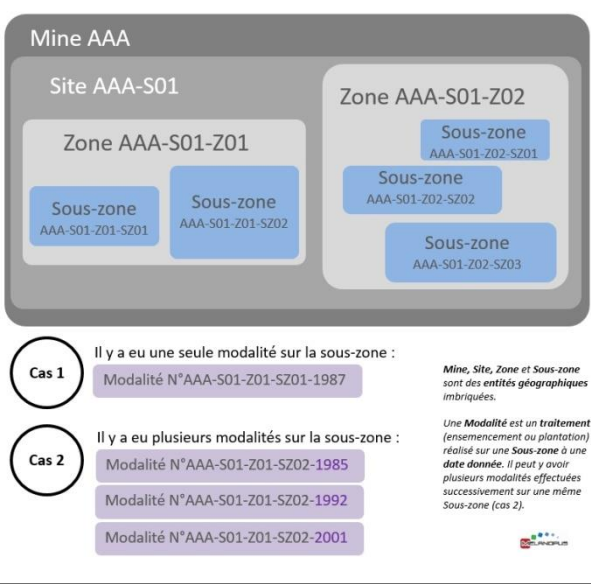 Mine AAA
Site AAA-S01
Zone AAA-S01-Z01
Sous-zone
AAA-S01-Z01-SZ01
Sous-zone
AAA-S01-Z01-SZ02
Zone AAA-S01-Z02
Sous-zone
AAA-S01-Z02-SZ01
Sous-zone
AAA-S01-Z02-SZ02
Sous-zone
AAA-S01-Z02-SZ03
Cas 1
Il y a eu une seule modalité sur la sous-zone :
Modalité N°AAA-S01-Z01-SZ01-1987
Cas 2
Il y a eu plusieurs modalités sur la sous-zone :
Modalité N°AAA-S01-Z01-SZ02-1985
Modalité N°AAA-S01-Z01-SZ02-1992
Modalité N°AAA-S01-Z01-SZ02-2001
Mine, Site, Zone et Sous-zone
sont des entités géographiques
imbriquées.
Une Modalité est un traitement
(ensemencement ou plantation)
réalisé sur une Sous-zone à une
date donnée. Il peut y avoir
plusieurs modalités effectuées
successivement sur une même
Sous-zone (cas 2).